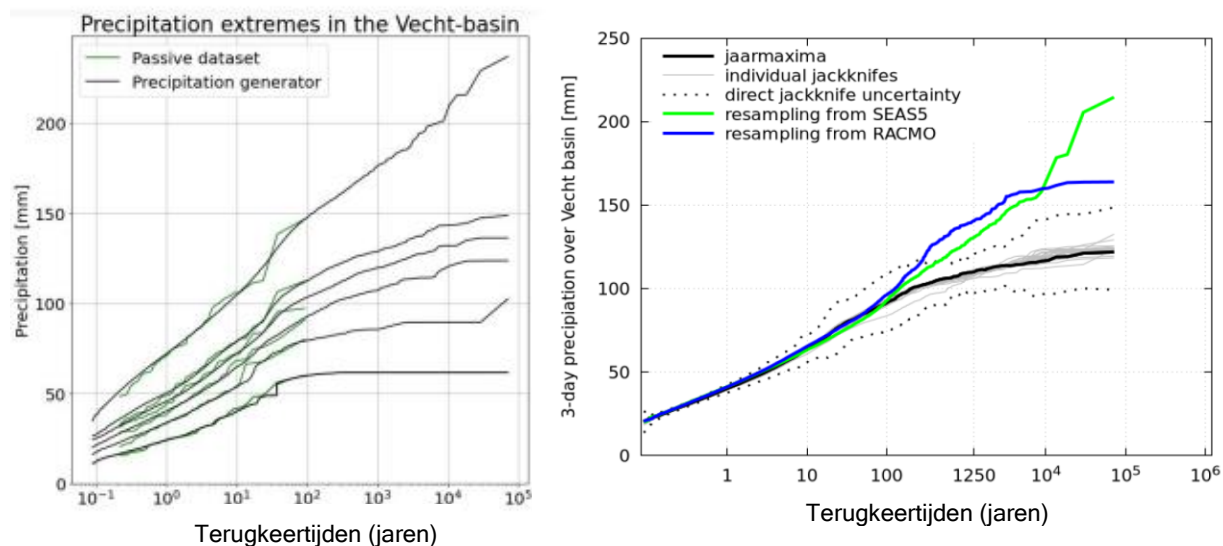 Precipitation extremes in the Vecht-basin
Passive dataset
Precipitation generator
Precipitation [mm]
200
150
100
50
0
10⁻¹ 10⁰ 10¹ 10² 10³ 10⁴ 10⁵
Terugkeertijden (jaren)
jaarmaxima
individual jackknifes
direct jackknife uncertainty
resampling from SEAS5
resampling from RACMO
3-day precipiation over Vecht basin [mm]
250
200
150
100
50
0
1 10 100 1250 10⁴ 10⁵ 10⁶
Terugkeertijden (jaren)